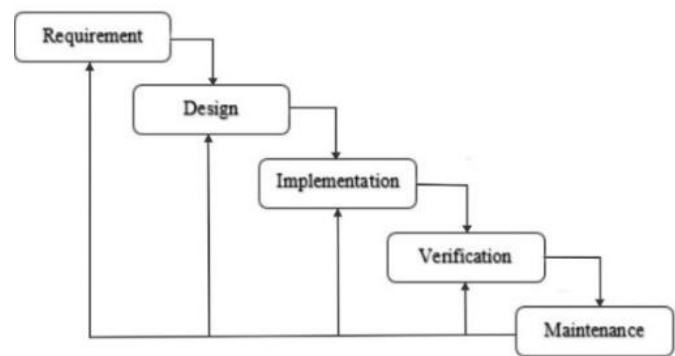 Requirement
Design
Implementation
Verification
Maintenance